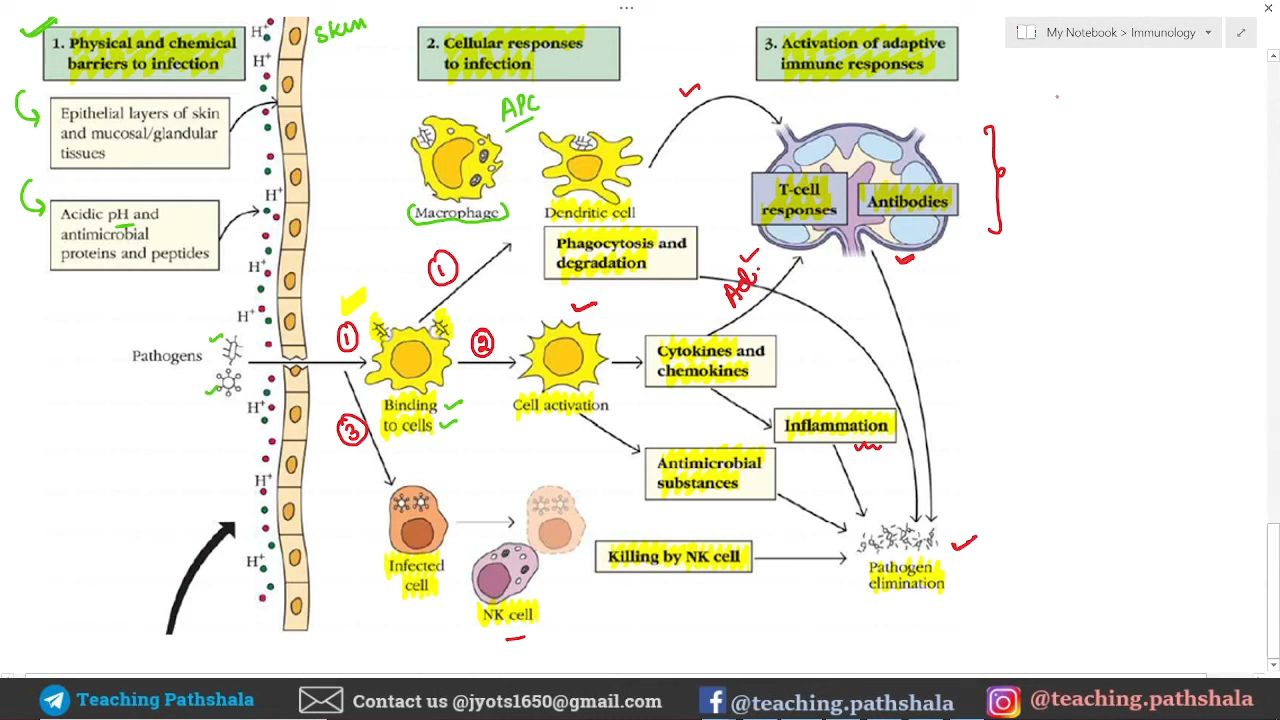 1. Physical and chemical
barriers to infection
skin
2. Cellular responses
to infection
3. Activation of adaptive
immune responses
My Notebook > Immunology
Epithelial layers of skin
and mucosal/glandular
tissues
Acidic pH and
antimicrobial
proteins and peptides
H+
H+
H+
H+
H+
H+
H+
H+
APC
Macrophage
Dendritic cell
Phagocytosis and
degradation
T-cell
responses
Antibodies
1
Pathogens
1
Binding
to cells
2
Cell activation
Cytokines and
chemokines
Inflammation
Antimicrobial
substances
3
Infected
cell
NK cell
Killing by NK cell
Pathogen
elimination
Teaching Pathshala
Contact us @jyots1650@gmail.com
@teaching.pathshala
@teaching.pathshala